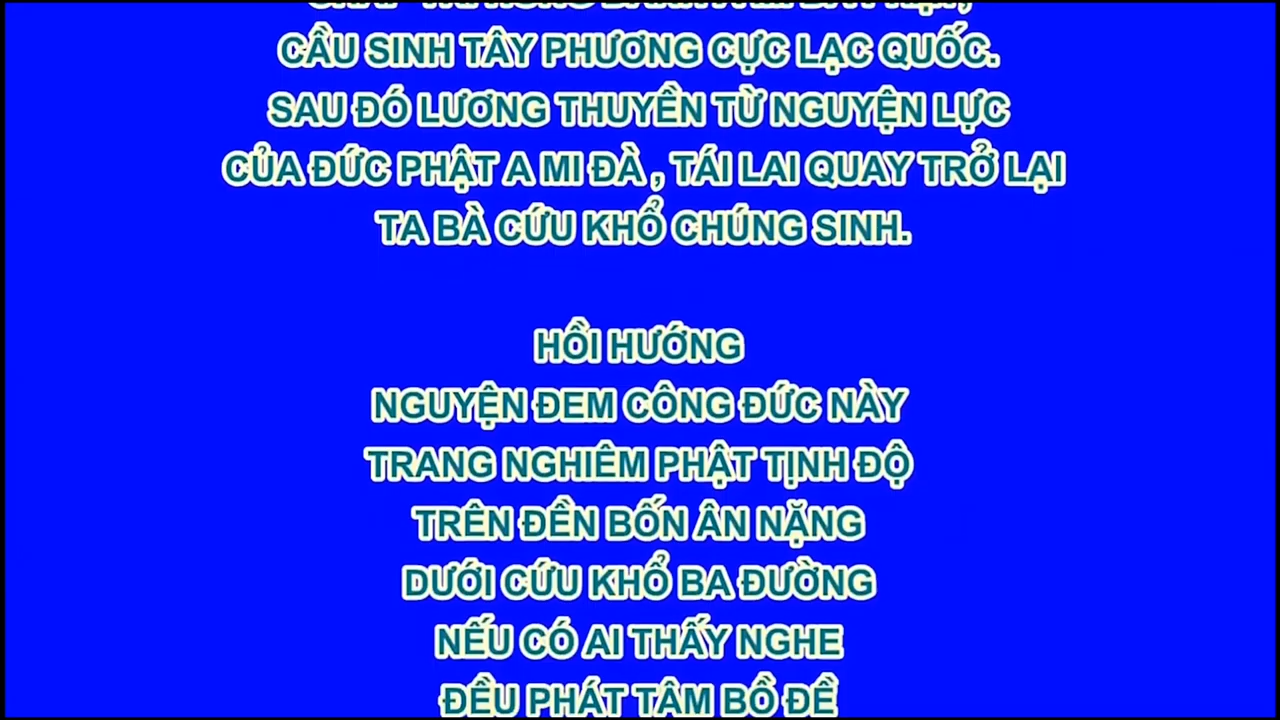 CẦU SINH TÂY PHƯƠNG CỰC LẠC QUỐC.
SAU ĐÓ LƯƠNG THUYỀN TỪ NGUYỆN LỰC
CỦA ĐỨC PHẬT A MI ĐÀ , TÁI LAI QUAY TRỞ LẠI
TA BÀ CỨU KHỔ CHÚNG SINH.
HỒI HƯỚNG
NGUYỆN ĐEM CÔNG ĐỨC NÀY
TRANG NGHIÊM PHẬT TỊNH ĐỘ
TRÊN ĐỀN BỐN ÂN NẶNG
DƯỚI CỨU KHỔ BA ĐƯỜNG
NẾU CÓ AI THẤY NGHE
ĐỀU PHÁT TÂM BỒ ĐỀ